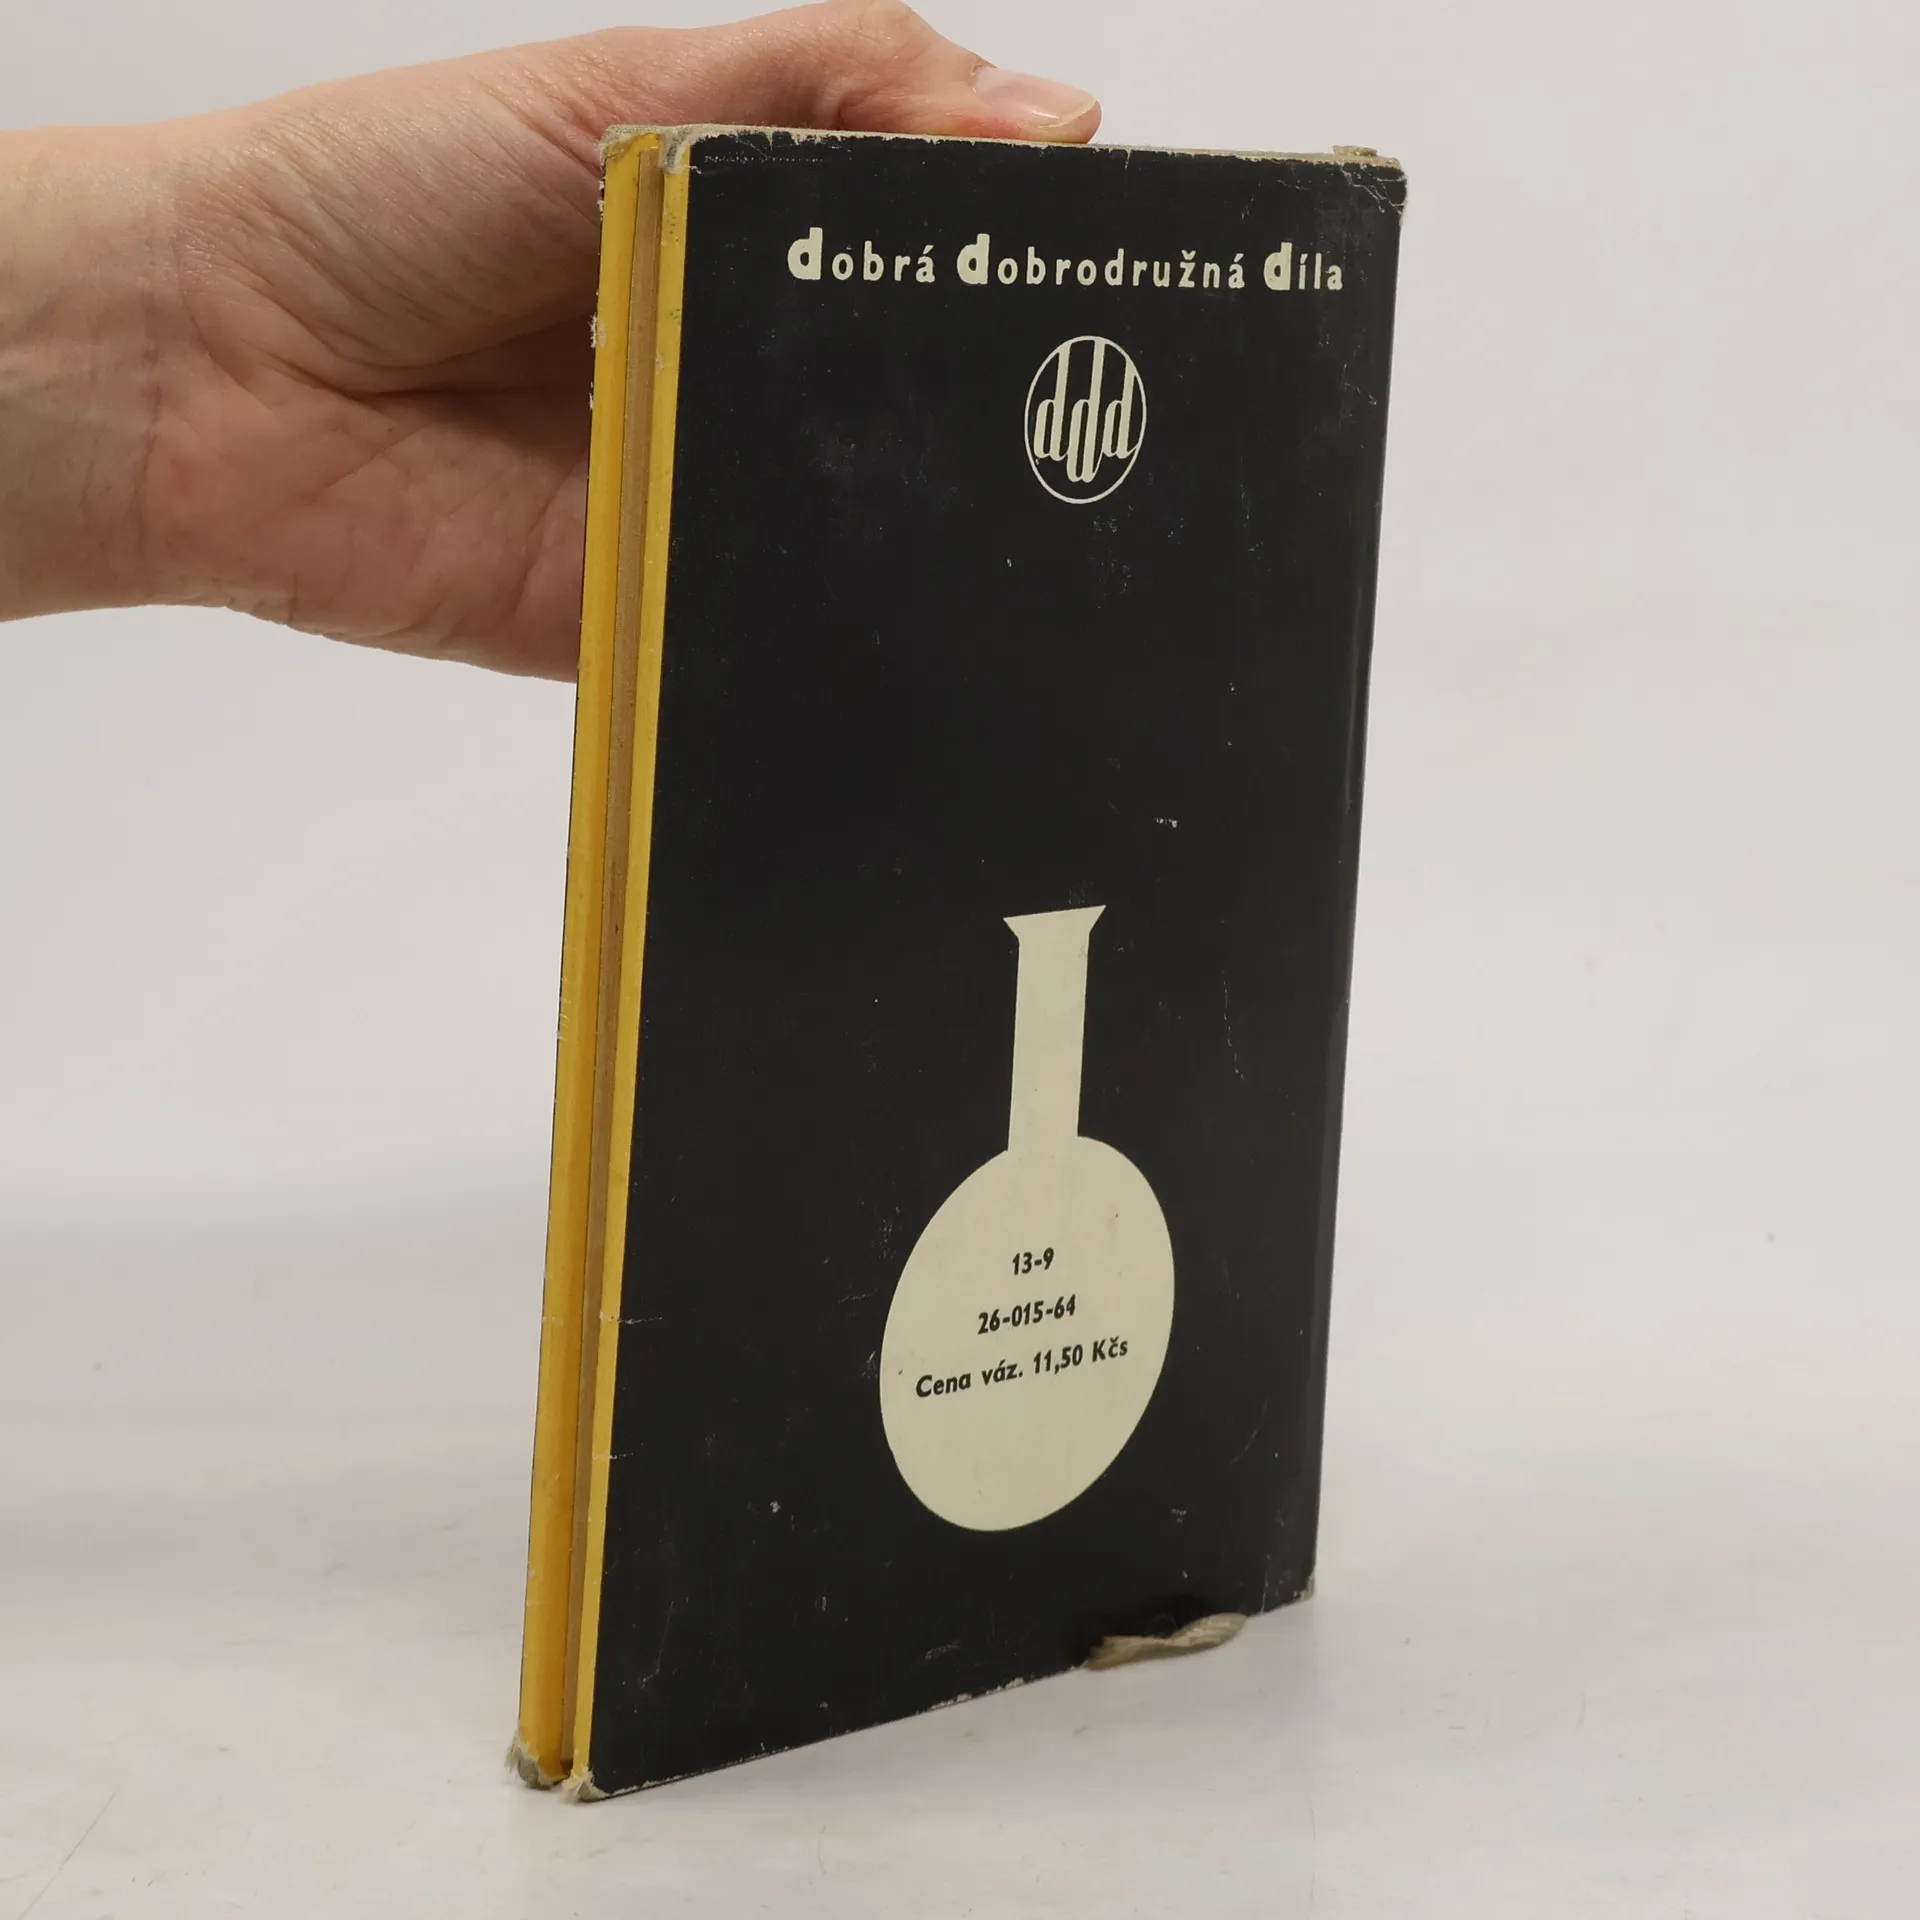 dobrá dobrodružná díla
ddd
13-9
26-015-64
Cena váz. 11,50 Kčs